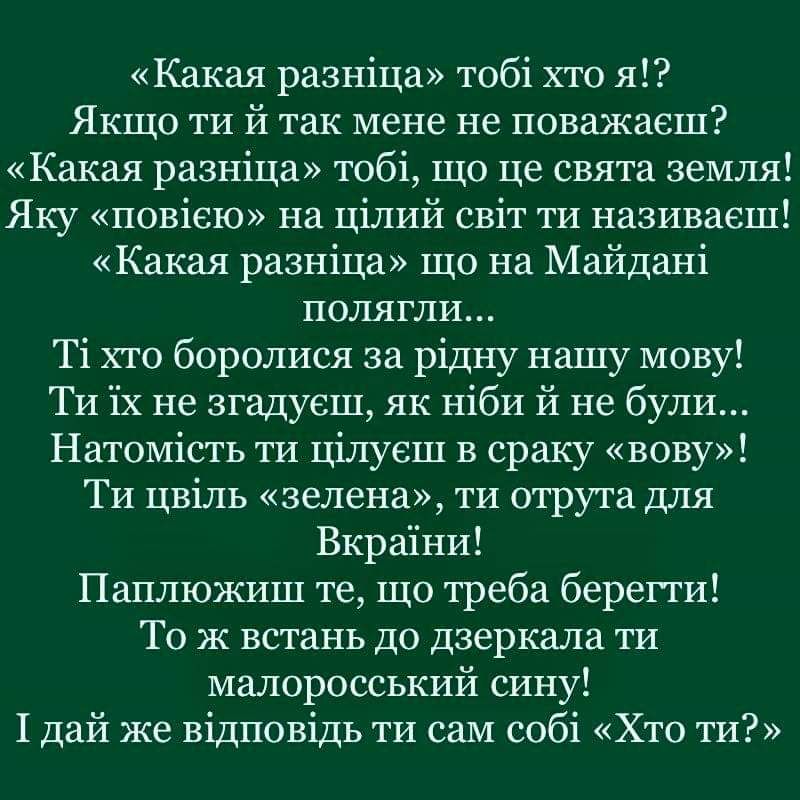 «Какая разніца» тобі хто я!?
Якщо ти й так мене не поважаєш?
«Какая разніца» тобі, що це свята земля!
Яку «повією» на цілий світ ти називаєш!
«Какая разніца» що на Майдані
полягли...
Ті хто боролися за рідну нашу мову!
Ти їх не згадуєш, як ніби й не були...
Натомість ти цілуєш в сраку «вову»!
Ти цвіль «зелена», ти отрута для
Вкраїни!
Паплюжиш те, що треба берегти!
То ж встань до дзеркала ти
малоросський сину!
І дай же відповідь ти сам собі «Хто ти?»